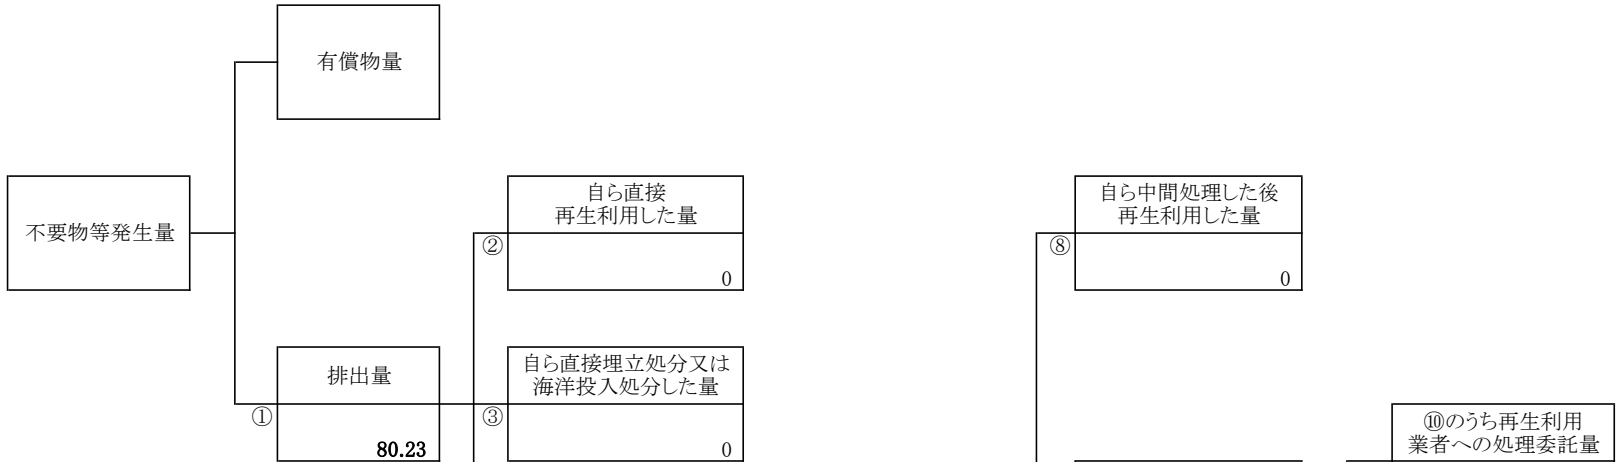 有償物量
不要物等発生量
自ら直接
再生利用した量
②
0
自ら中間処理した後
再生利用した量
⑧
0
排出量
①
80.23
自ら直接埋立処分又は
海洋投入処分した量
③
0
⑩のうち再生利用
業者への処理委託量